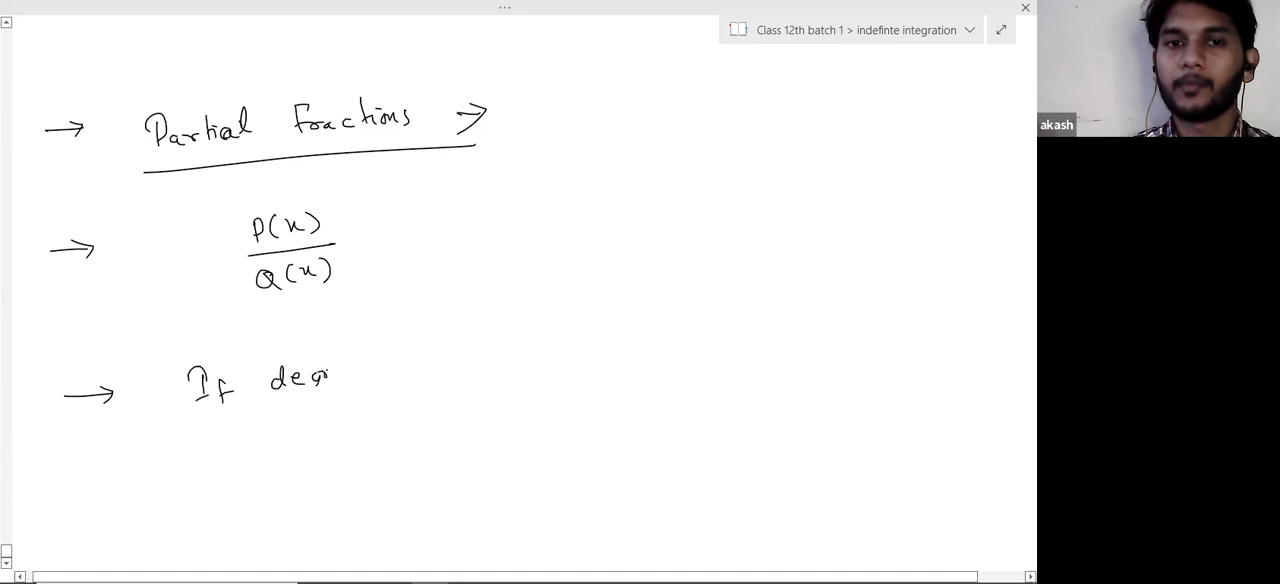 ...
Class 12th batch 1 > indefinte integration
akash
→ Partial Fractions →
→ P(x)
Q(x)
→ If deg